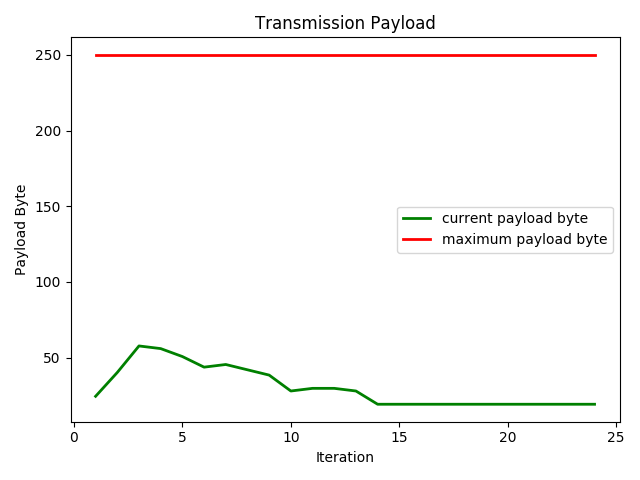 Transmission Payload
Payload Byte
250
200
150
100
50
current payload byte
maximum payload byte
0
5
10
15
20
25
Iteration